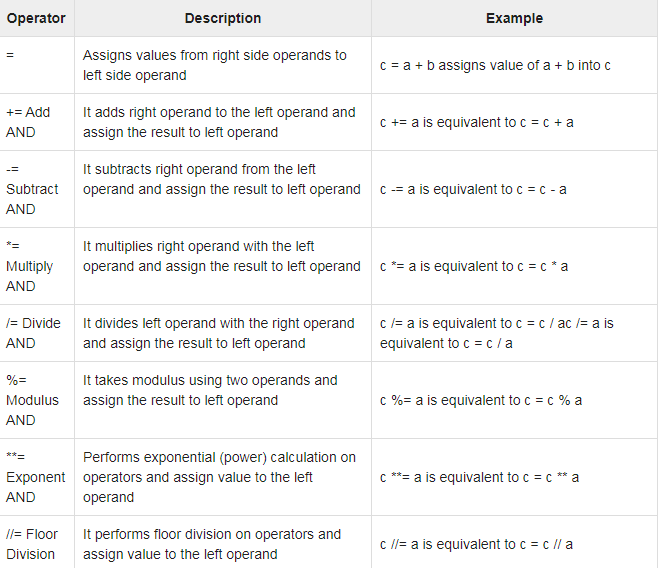 Operator Description Example
=
Assigns values from right side operands to
left side operand
c = a + b assigns value of a + b into c
+= Add
AND
It adds right operand to the left operand and
assign the result to left operand
c += a is equivalent to c = c + a
-=
Subtract
AND
It subtracts right operand from the left
operand and assign the result to left operand
c -= a is equivalent to c = c - a
*=
Multiply
AND
It multiplies right operand with the left
operand and assign the result to left operand
c *= a is equivalent to c = c * a
/= Divide
AND
It divides left operand with the right operand
and assign the result to left operand
c /= a is equivalent to c = c / ac /= a is
equivalent to c = c / a
%=
Modulus
AND
It takes modulus using two operands and
assign the result to left operand
c %= a is equivalent to c = c % a
**=
Exponent
AND
Performs exponential (power) calculation on
operators and assign value to the left
operand
c **= a is equivalent to c = c ** a
//= Floor
Division
It performs floor division on operators and
assign value to the left operand
c //= a is equivalent to c = c // a